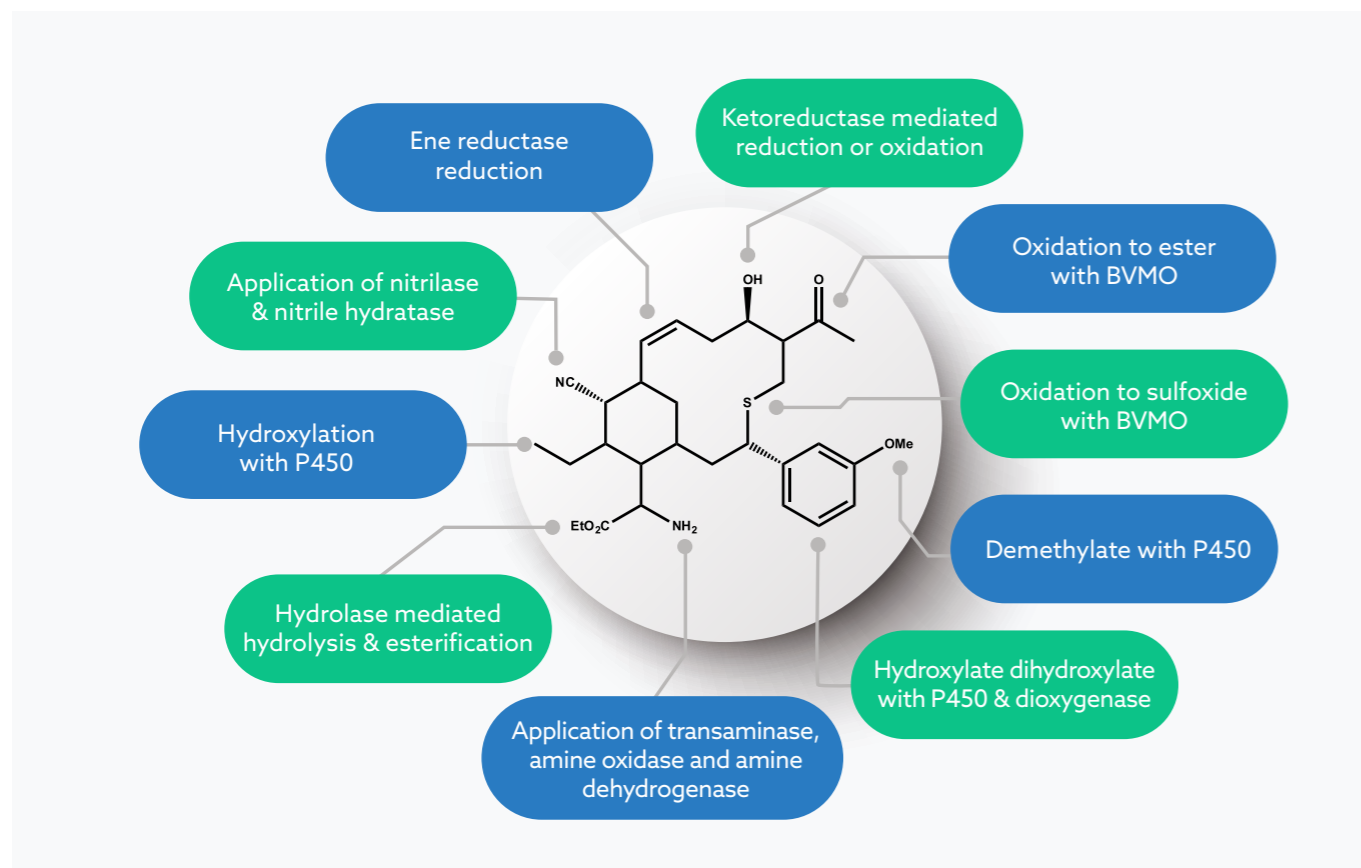 Ketoreductase mediated
reduction or oxidation
Ene reductase
reduction
Oxidation to ester
with BVMO
Application of nitrilase
& nitrile hydratase
OH
O
NC
S
Oxidation to sulfoxide
with BVMO
Hydroxylation
with P450
OMe
EtO₂C
NH₂
Demethylate with P450
Hydrolase mediated
hydrolysis & esterification
Hydroxylate dihydroxylate
with P450 & dioxygenase
Application of transaminase,
amine oxidase and amine
dehydrogenase